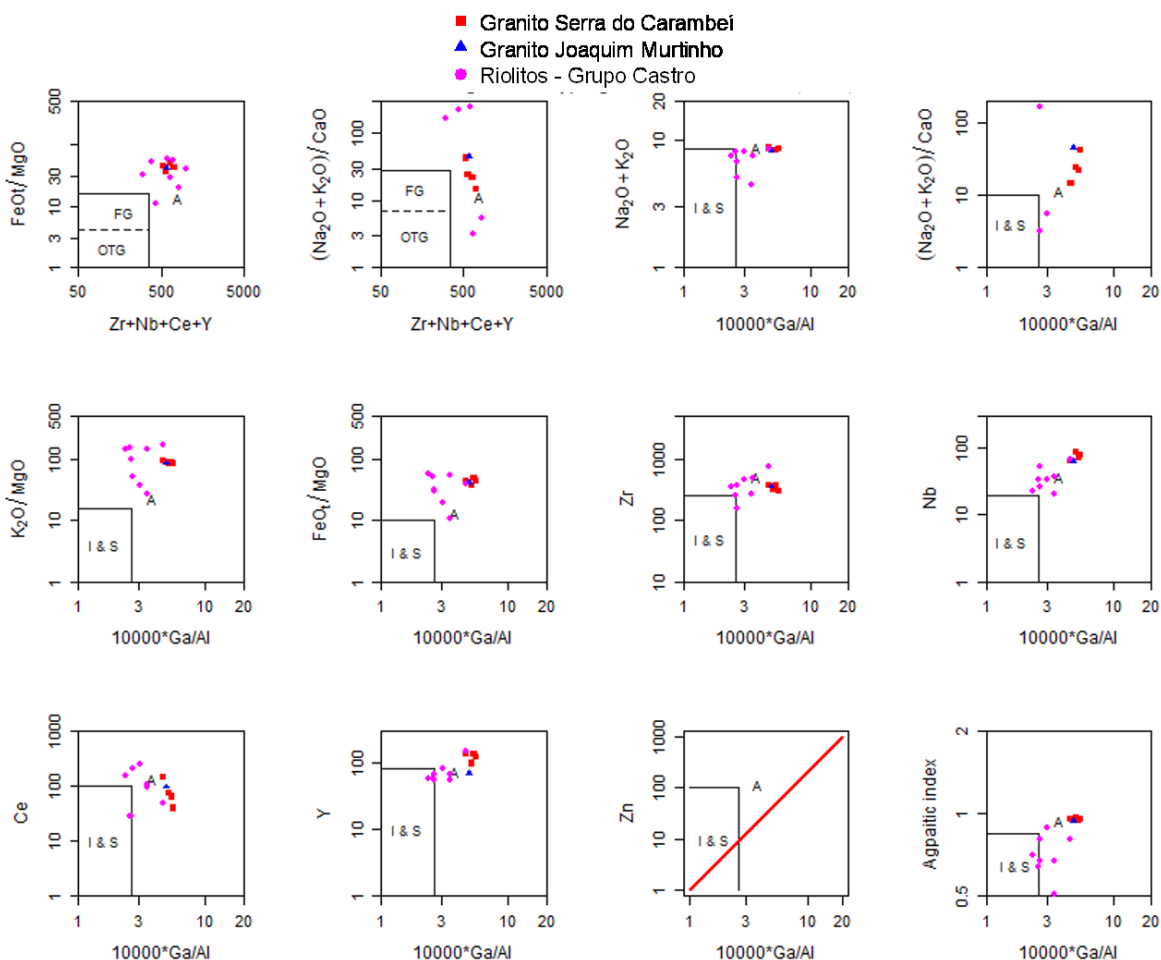 Granito Serra do Carambeí
Granito Joaquim Murtinho
Riolitos - Grupo Castro
FeOt/MgO
500
30
10
3
1
FG
OTG
A
50 500 5000
Zr+Nb+Ce+Y
(Na2O+K2O)/CaO
100
30
10
3
1
FG
OTG
A
50 500 5000
Zr+Nb+Ce+Y
Na2O+K2O
20
10
3
1
A
I & S
1 3 10 20
10000*Ga/Al
(Na2O+K2O)/CaO
100
10
1
A
I & S
1 3 10 20
10000*Ga/Al
K2O/MgO
500
100
10
1
A
I & S
1 3 10 20
10000*Ga/Al
FeOt/MgO
500
100
10
1
A
I & S
1 3 10 20
10000*Ga/Al
Zr
1000
100
10
A
I & S
1 3 10 20
10000*Ga/Al
Nb
100
10
1
A
I & S
1 3 10 20
10000*Ga/Al
Ce
1000
100
10
1
A
I & S
1 3 10 20
10000*Ga/Al
Y
100
10
1
A
I & S
1 3 10 20
10000*Ga/Al
Zn
1000
100
10
1
A
I & S
1 3 10 20
10000*Ga/Al
Agpaitic index
2
1
0.5
A
I & S
1 3 10 20
10000*Ga/Al